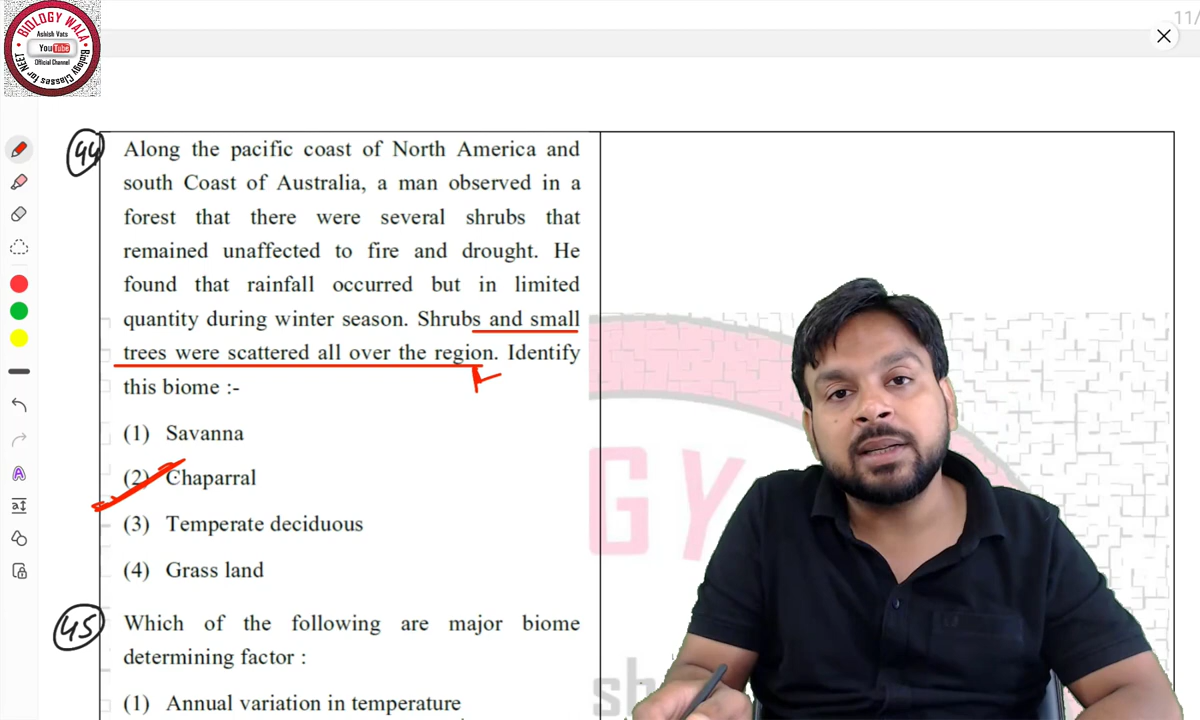 BIOLOGY WALA
Ashish Vats
YouTube
Official Channel
Biology Classes for NEET
11/
44
Along the pacific coast of North America and
south Coast of Australia, a man observed in a
forest that there were several shrubs that
remained unaffected to fire and drought. He
found that rainfall occurred but in limited
quantity during winter season. Shrubs and small
trees were scattered all over the region. Identify
this biome :-
(1) Savanna
(2) Chaparral
(3) Temperate deciduous
(4) Grass land
45
Which of the following are major biome
determining factor :
(1) Annual variation in temperature
GY
sh